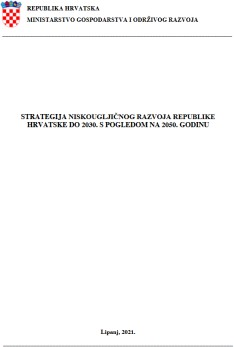 REPUBLIKA HRVATSKA
MINISTARSTVO GOSPODARSTVA I ODRŽIVOG RAZVOJA
STRATEGIJA NISKOUGLJIČNOG RAZVOJA REPUBLIKE
HRVATSKE DO 2030. S POGLEDOM NA 2050. GODINU
Lipanj, 2021.